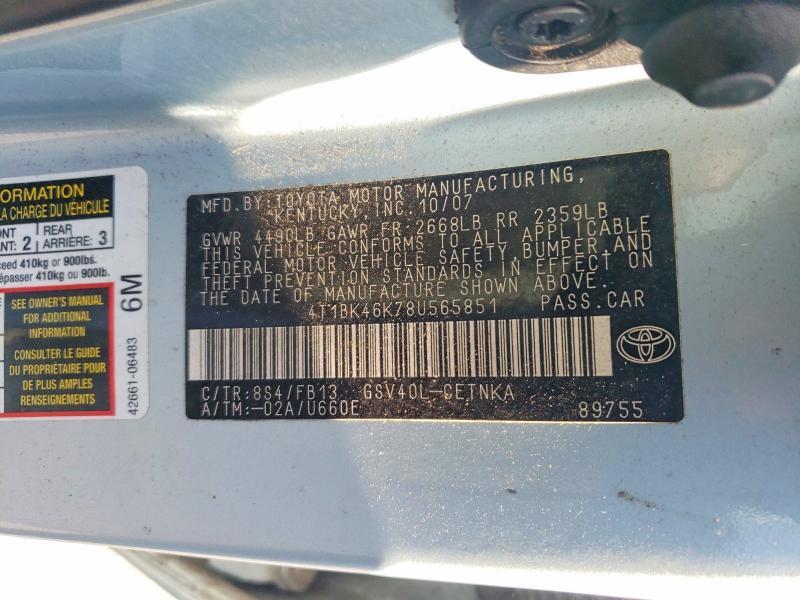 ORMATION
LA CHARGE DU VÉHICULE
ONT
ANT: 2
REAR
ARRIÈRE: 3
ceed 410kg or 900lbs.
épasser 410kg ou 900lb.
SEE OWNER'S MANUAL
FOR ADDITIONAL
INFORMATION
CONSULTER LE GUIDE
DU PROPRIÉTAIRE
POUR DE PLUS AMPLES
RENSEIGNEMENTS
42661-06483 6M
MFD.BY:TOYOTA MOTOR MANUFACTURING,
KENTUCKY, INC. 10/07
GVWR 4490LB GAWR FR 2668LB RR 2359LB
THIS VEHICLE CONFORMS TO ALL APPLICABLE
FEDERAL MOTOR VEHICLE SAFETY, BUMPER AND
THEFT PREVENTION STANDARDS IN EFFECT ON
THE DATE OF MANUFACTURE SHOWN ABOVE.
4T1BK46K78U565851 PASS.CAR
C/TR:8S4/FB13 GSV40L-CETNKA
A/TM:-02A/U660E 89755